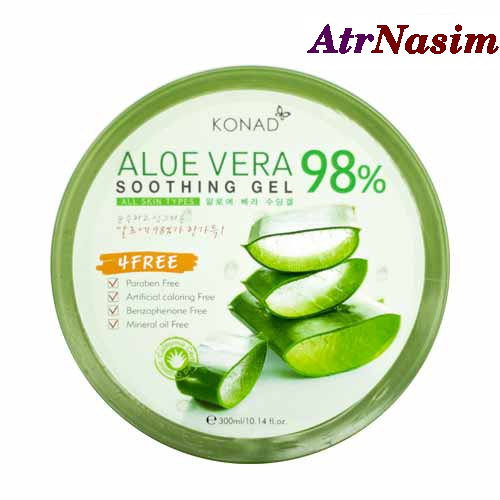 AtrNasim
KONAD
ALOE VERA 98%
SOOTHING GEL
ALL SKIN TYPES 알로에 베라 수딩겔
4FREE
Paraben Free
Artificial coloring Free
Benzophenone Free
Mineral oil Free
℮ 300ml/10.14 fl.oz.